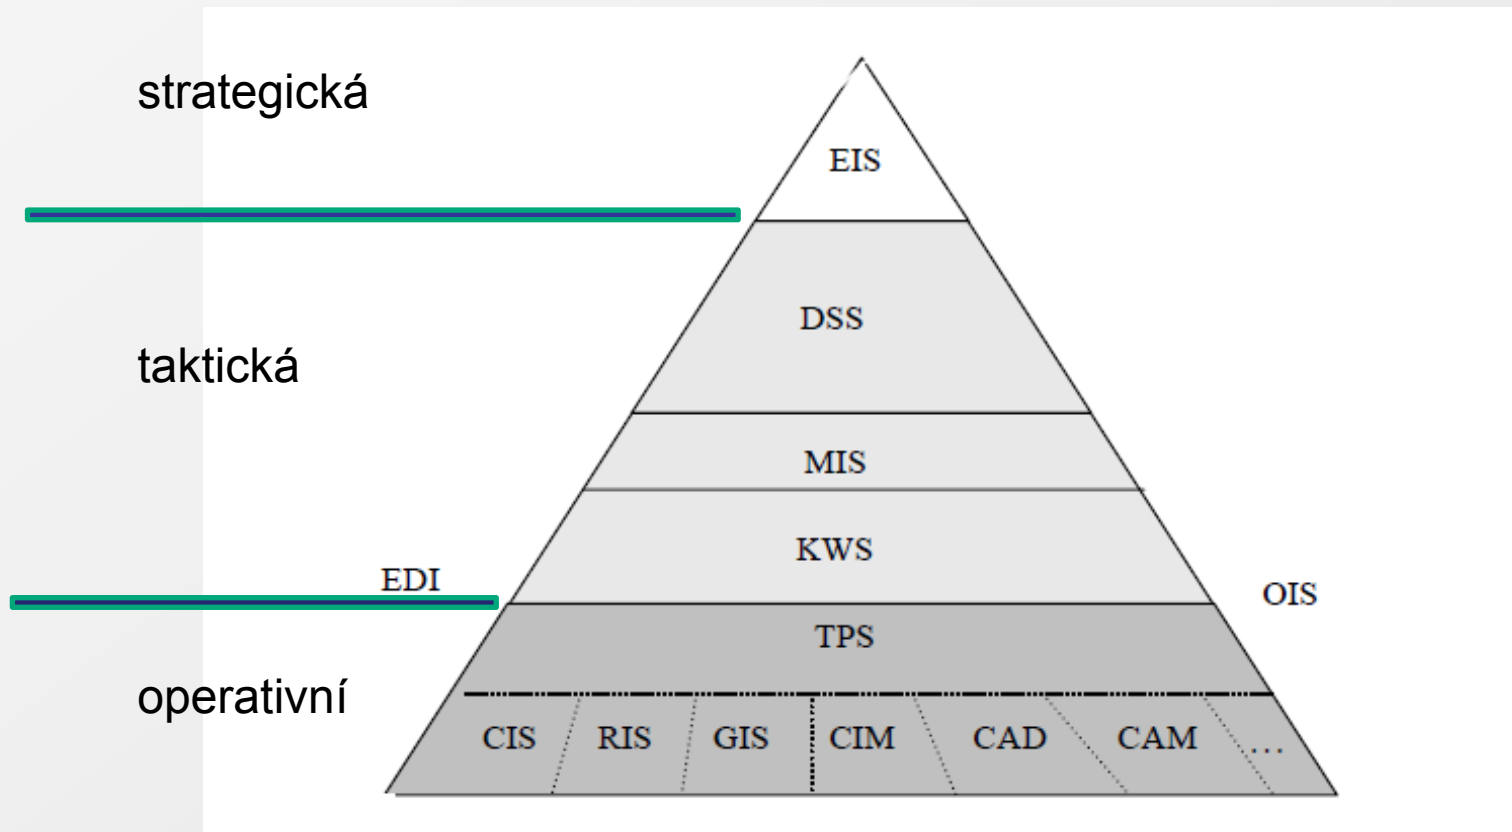 strategická
EIS
DSS
taktická
MIS
KWS
EDI
OIS
TPS
operativní
CIS RIS GIS CIM CAD CAM ...